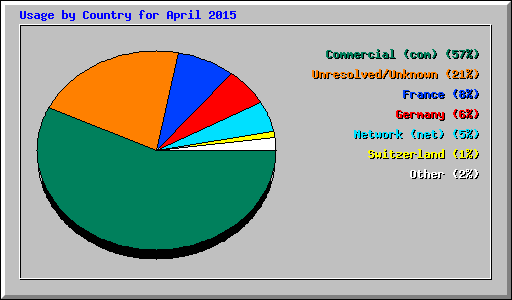 Usage by Country for April 2015
Commercial (com) (57%)
Unresolved/Unknown (21%)
France (8%)
Germany (6%)
Network (net) (5%)
Switzerland (1%)
Other (2%)